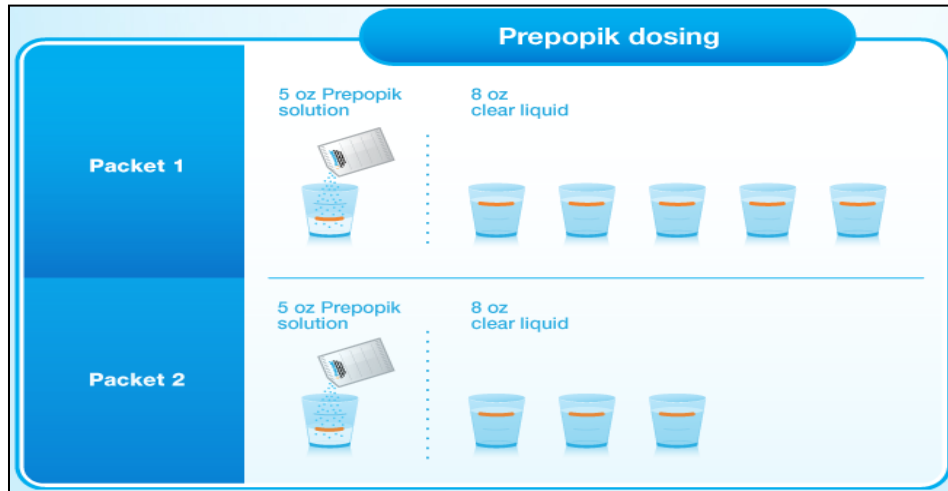 Prepopik dosing
Packet 1
5 oz Prepopik
solution
8 oz
clear liquid
Packet 2
5 oz Prepopik
solution
8 oz
clear liquid